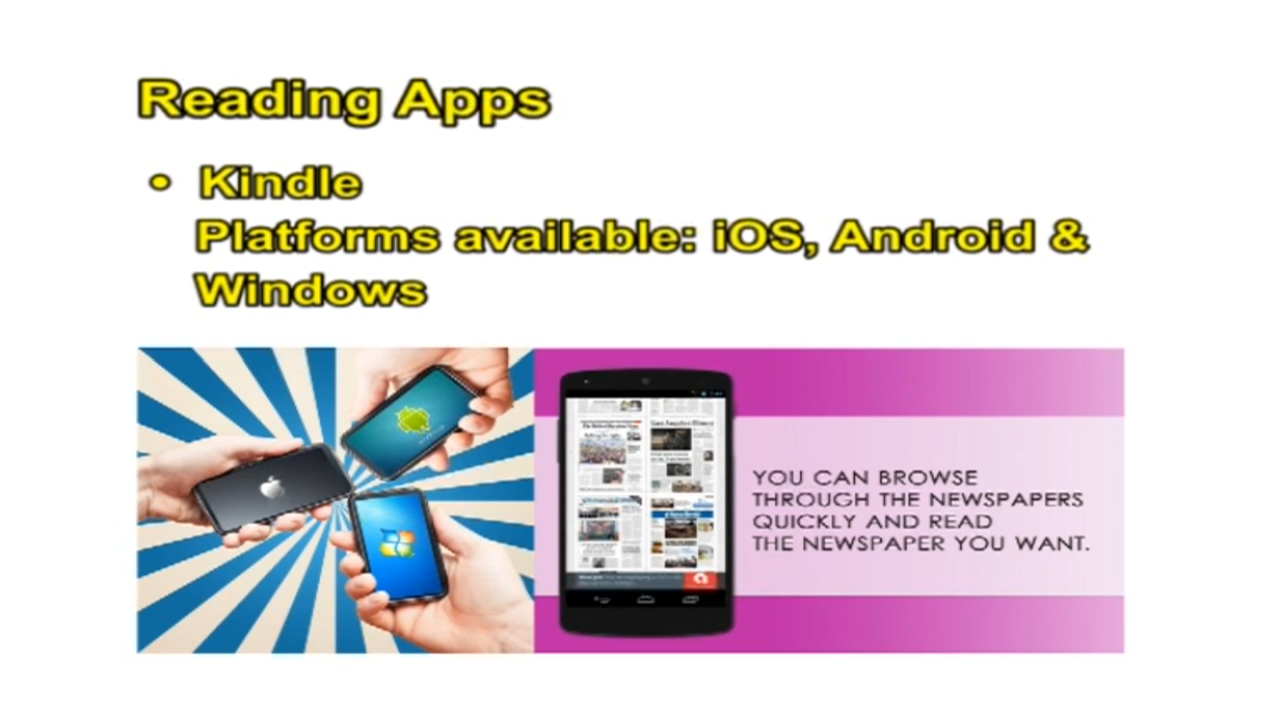 Reading Apps
• Kindle
Platforms available: iOS, Android &
Windows
YOU CAN BROWSE
THROUGH THE NEWSPAPERS
QUICKLY AND READ
THE NEWSPAPER YOU WANT.